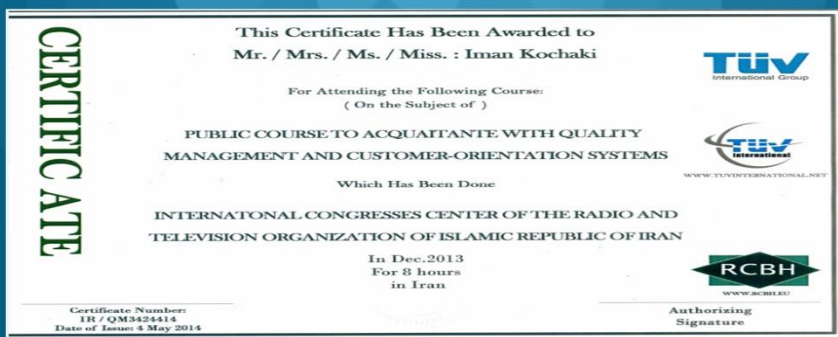 CERTIFICATE
This Certificate Has Been Awarded to
Mr. / Mrs. / Ms. / Miss. : Iman Kochaki
For Attending the Following Course:
( On the Subject of )
PUBLIC COURSE TO ACQUAITANTE WITH QUALITY
MANAGEMENT AND CUSTOMER-ORIENTATION SYSTEMS
Which Has Been Done
INTERNATONAL CONGRESSES CENTER OF THE RADIO AND
TELEVISION ORGANIZATION OF ISLAMIC REPUBLIC OF IRAN
In Dec.2013
For 8 hours
in Iran
Certificate Number:
IR / QM3424414
Date of Issue: 4 May 2014
TÜV
International Group
TÜV
International
WWW.TUVINTERNATIONAL.NET
RCBH
WWW.RCBH.EU
Authorizing
Signature